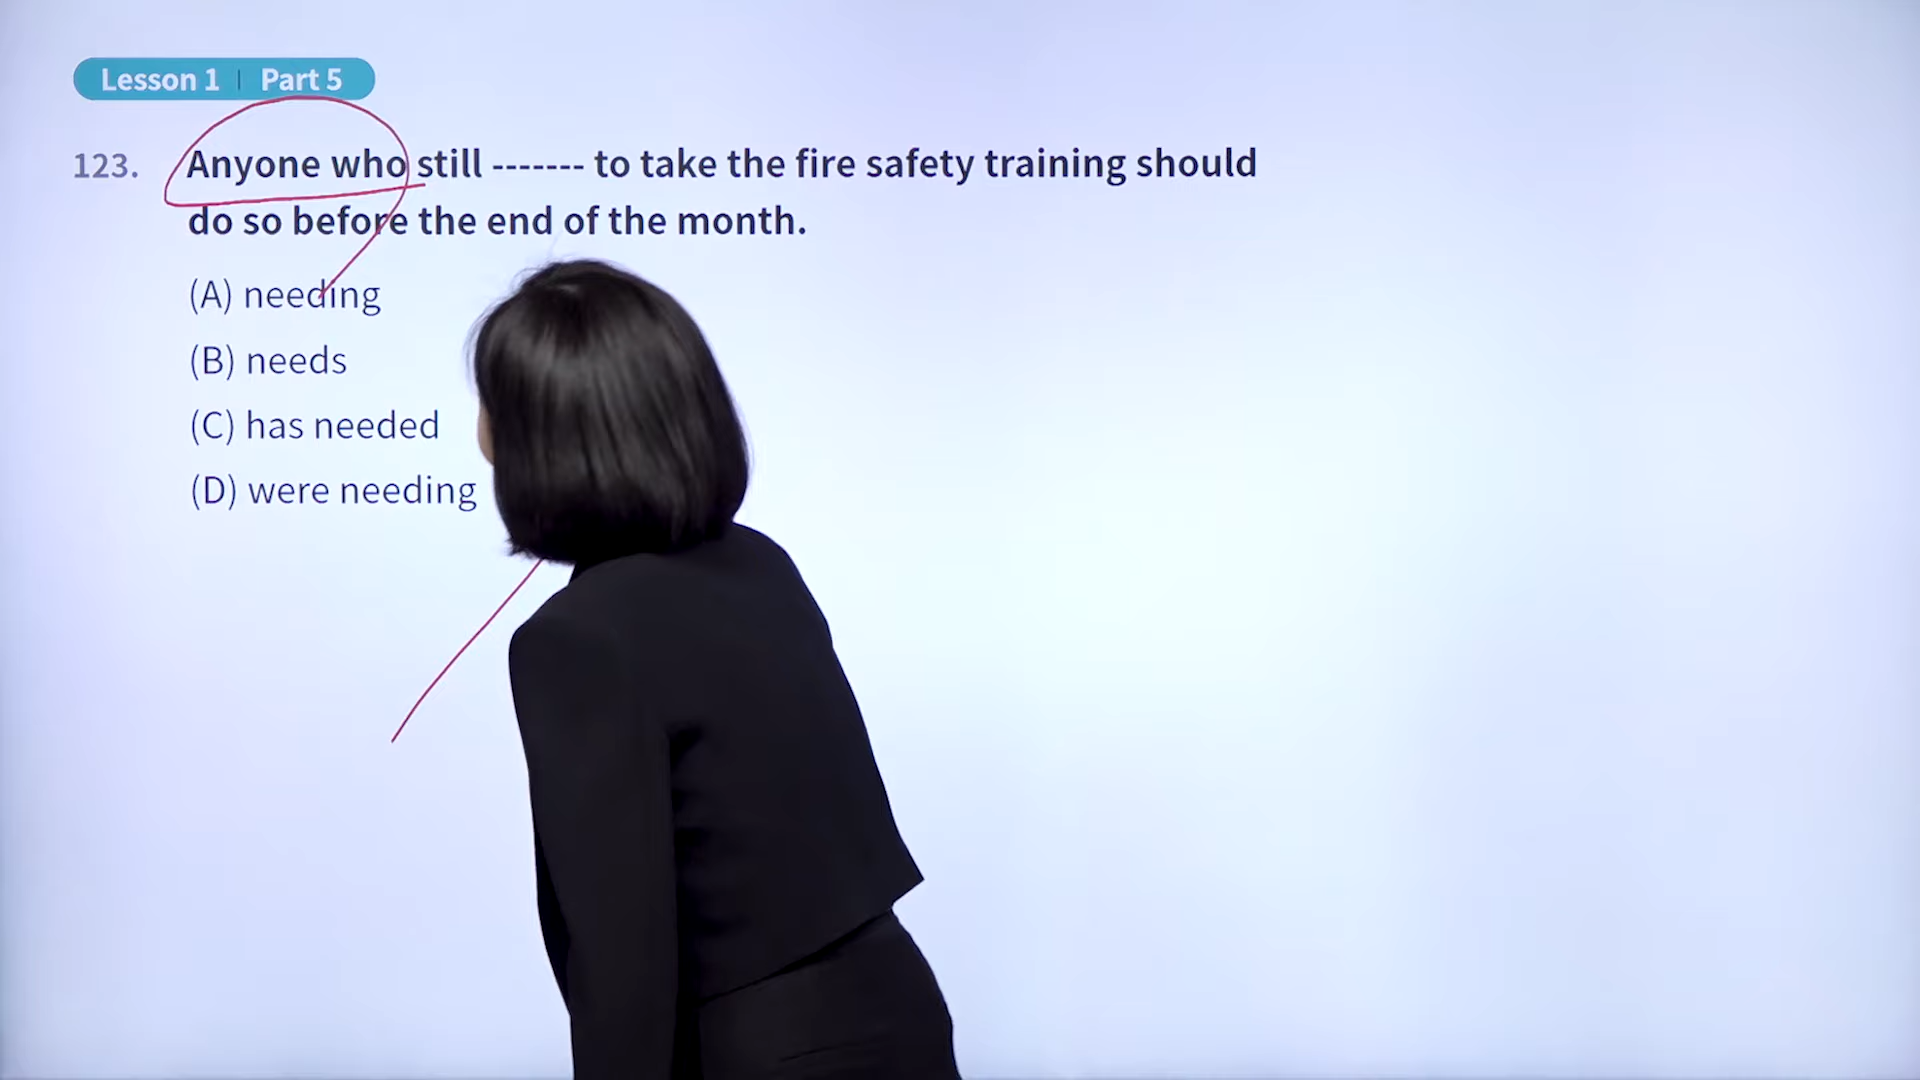 Lesson 1 | Part 5
123. Anyone who still ------- to take the fire safety training should
do so before the end of the month.
(A) needing
(B) needs
(C) has needed
(D) were needing